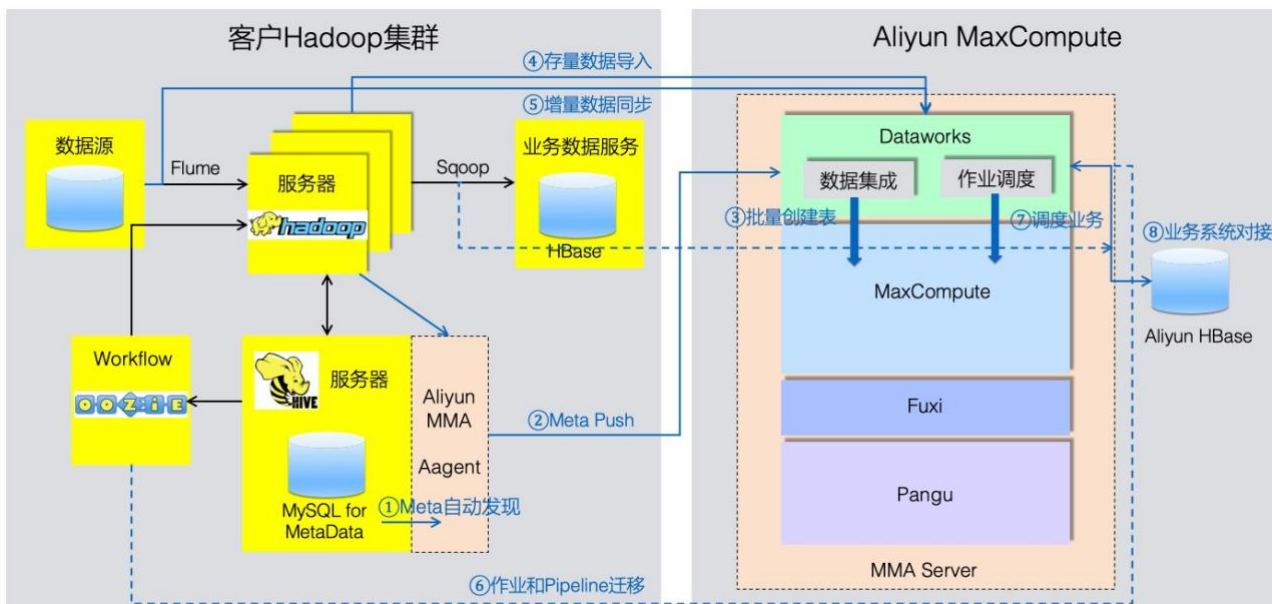 客户Hadoop集群
Aliyun MaxCompute
④存量数据导入
⑤增量数据同步
数据源
Flume
服务器
hadoop
Sqoop
业务数据服务
HBase
Dataworks
数据集成
作业调度
③批量创建表
⑦调度业务
⑧业务系统对接
MaxCompute
Aliyun HBase
Workflow
OOZIE
HIVE
服务器
MySQL for
MetaData
Aliyun
MMA
Aagent
①Meta自动发现
②Meta Push
Fuxi
Pangu
MMA Server
⑥作业和Pipeline迁移